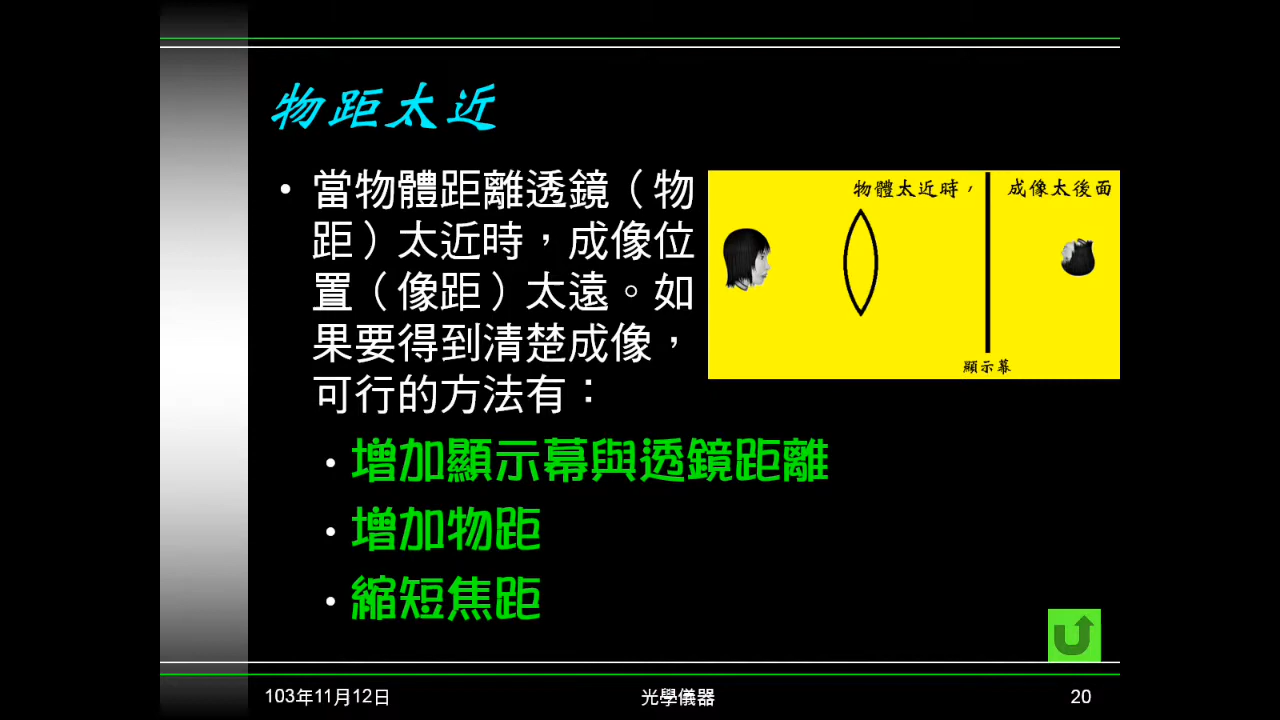 物距太近
• 當物體距離透鏡（物
距）太近時，成像位
置（像距）太遠。如
果要得到清楚成像，
可行的方法有：
物體太近時，
成像太後面
顯示幕
• 增加顯示幕與透鏡距離
• 增加物距
• 縮短焦距
103年11月12日
光學儀器
20